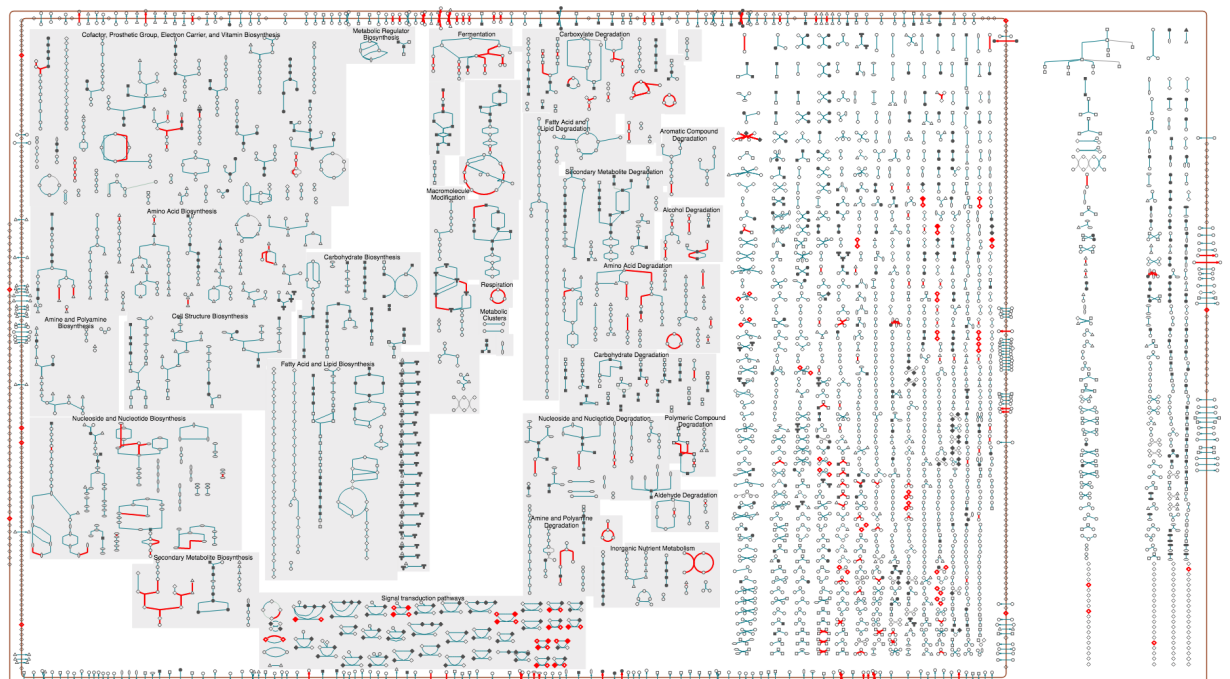 Cofactor, Prosthetic Group, Electron Carrier, and Vitamin Biosynthesis
Metabolic Regulator
Biosynthesis
Fermentation
Carboxylate Degradation
Fatty Acid and
Lipid Degradation
Aromatic Compound
Degradation
Secondary Metabolite Degradation
Macromolecule
Modification
Amino Acid Biosynthesis
Alcohol Degradation
Carbohydrate Biosynthesis
Amino Acid Degradation
Respiration
Metabolic
Clusters
Amine and Polyamine
Biosynthesis
Cell Structure Biosynthesis
Carbohydrate Degradation
Fatty Acid and Lipid Biosynthesis
Nucleoside and Nucleotide Biosynthesis
Nucleoside and Nucleotide Degradation
Polymeric Compound
Degradation
Aldehyde Degradation
Amine and Polyamine
Degradation
Inorganic Nutrient Metabolism
Secondary Metabolite Biosynthesis
Signal transduction pathways